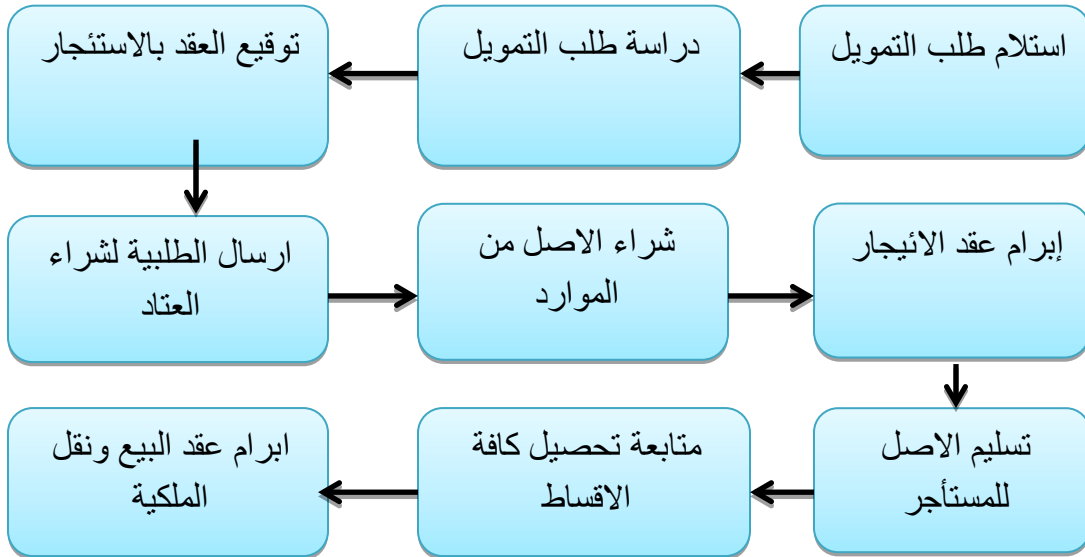 استلام طلب التمويل
دراسة طلب التمويل
توقيع العقد بالاستئجار
ارسال الطلبية لشراء
العتاد
شراء الاصل من
الموارد
إبرام عقد الائيجار
تسليم الاصل
للمستأجر
متابعة تحصيل كافة
الاقساط
ابرام عقد البيع ونقل
الملكية